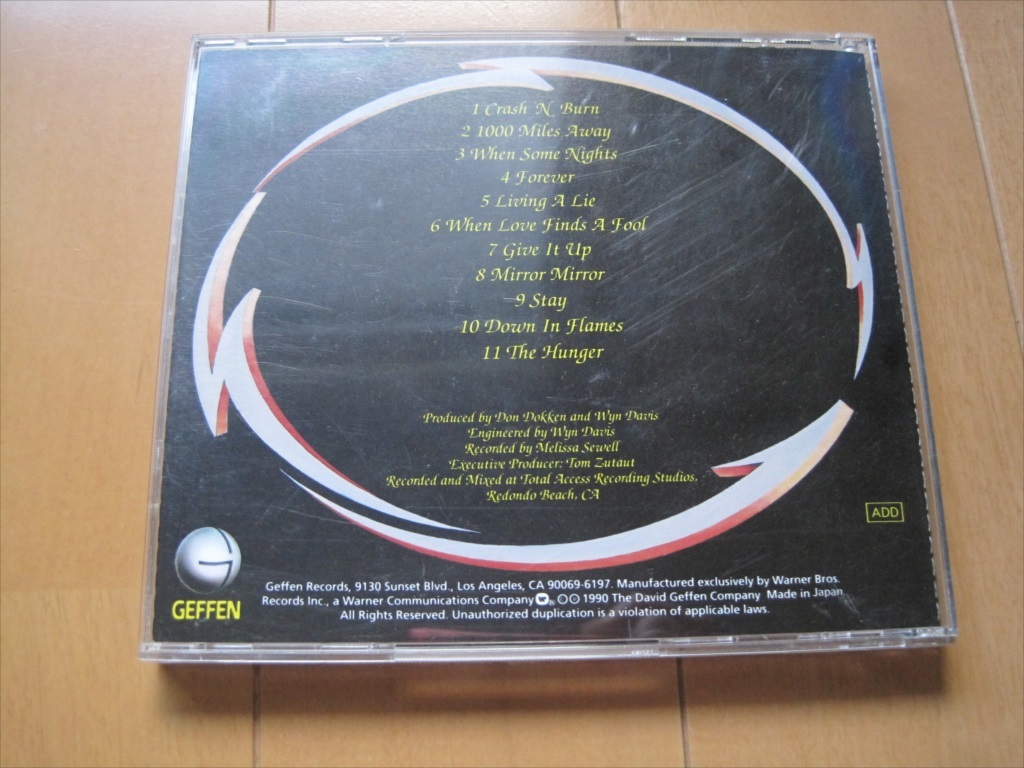 1 Crash 'N' Burn
2 1000 Miles Away
3 When Some Nights
4 Forever
5 Living A Lie
6 When Love Finds A Fool
7 Give It Up
8 Mirror Mirror
9 Stay
10 Down In Flames
11 The Hunger
Produced by Don Dokken and Wyn Davis
Engineered by Wyn Davis
Recorded by Melissa Sewell
Executive Producer: Tom Zutaut
Recorded and Mixed at Total Access Recording Studios,
Redondo Beach, CA
ADD
GEFFEN
Geffen Records, 9130 Sunset Blvd., Los Angeles, CA 90069-6197. Manufactured exclusively by Warner Bros.
Records Inc., a Warner Communications Company ℗© 1990 The David Geffen Company Made in Japan.
All Rights Reserved. Unauthorized duplication is a violation of applicable laws.